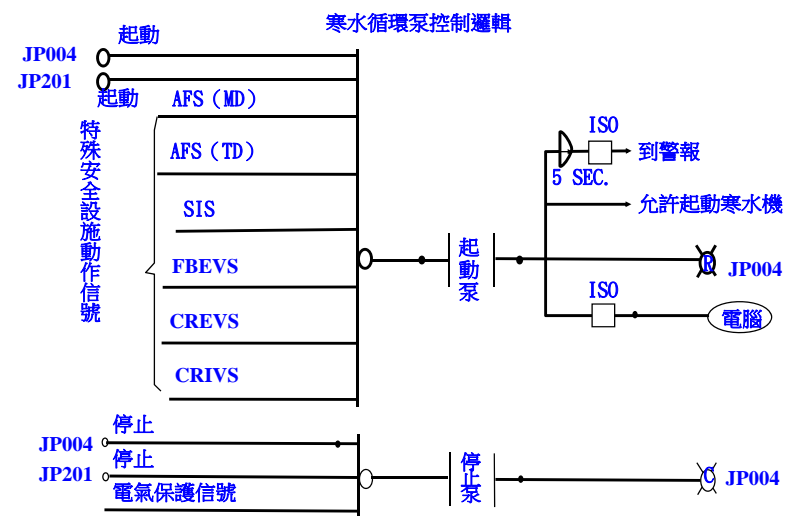 寒水循環泵控制邏輯
起動
JP004
JP201
起動
AFS（MD）
AFS（TD）
SIS
FBEVS
CREVS
CRIVS
特殊安全設施動作信號
起動泵
ISO
到警報
5 SEC.
允許起動寒水機
R
JP004
ISO
電腦
停止
JP004
停止
JP201
電氣保護信號
停止泵
G
JP004